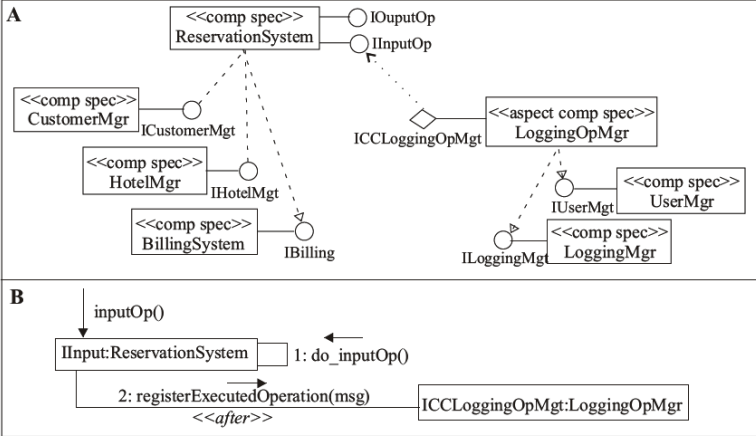 A
<<comp spec>>
ReservationSystem
IOuputOp
IInputOp
<<comp spec>>
CustomerMgr
ICustomerMgt
<<aspect comp spec>>
LoggingOpMgr
ICCLoggingOpMgt
<<comp spec>>
HotelMgr
IHotelMgt
<<comp spec>>
UserMgr
IUserMgt
<<comp spec>>
BillingSystem
IBilling
<<comp spec>>
LoggingMgr
ILoggingMgt
B
inputOp()
IInput:ReservationSystem
1: do_inputOp()
2: registerExecutedOperation(msg)
<<after>>
ICCLoggingOpMgt:LoggingOpMgr